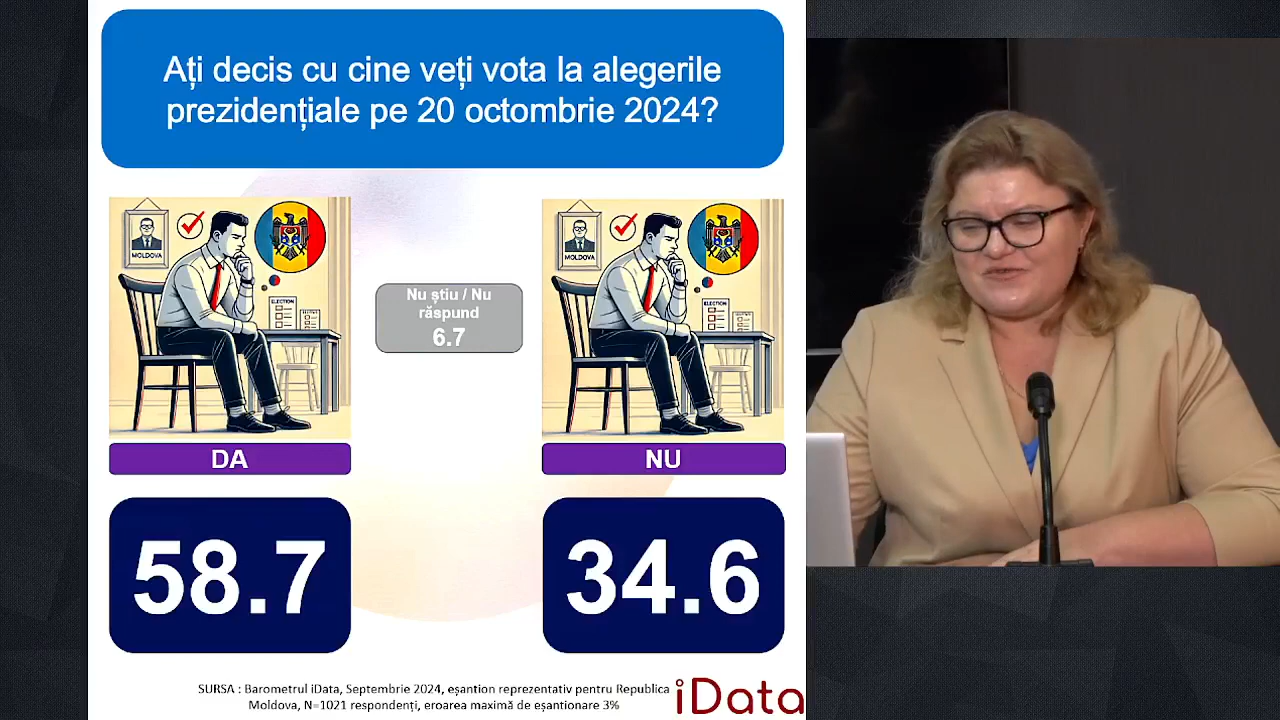 Ați decis cu cine veți vota la alegerile
prezidențiale pe 20 octombrie 2024?
MOLDOVA
ELECTION
MOLDOVA
ELECTION
Nu știu / Nu
răspund
6.7
DA
NU
58.7
34.6
SURSA : Barometrul iData, Septembrie 2024, eșantion reprezentativ pentru Republica
Moldova, N=1021 respondenți, eroarea maximă de eșantionare 3%
iData